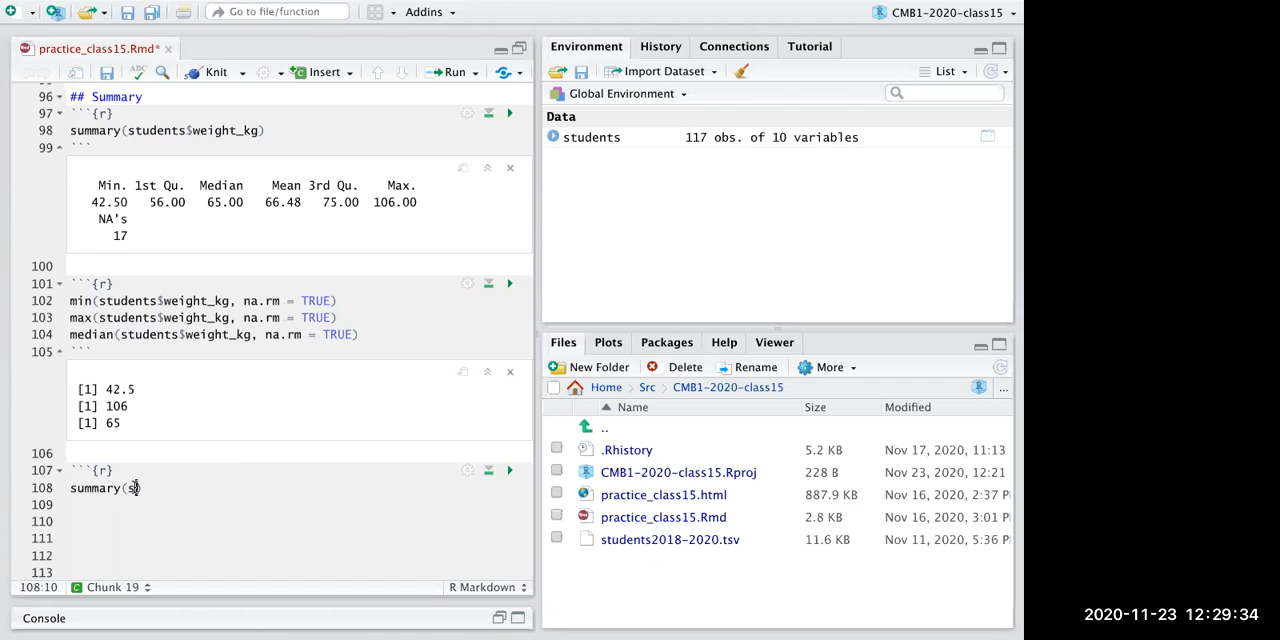 Go to file/function
Addins
CMB1-2020-class15
practice_class15.Rmd*
ABC
Knit
Insert
Run
96 ## Summary
97 ```{r}
98 summary(students$weight_kg)
99 ```
Min. 1st Qu. Median Mean 3rd Qu. Max.
42.50 56.00 65.00 66.48 75.00 106.00
NA's
17
100
101 ```{r}
102 min(students$weight_kg, na.rm = TRUE)
103 max(students$weight_kg, na.rm = TRUE)
104 median(students$weight_kg, na.rm = TRUE)
105 ```
[1] 42.5
[1] 106
[1] 65
106
107 ```{r}
108 summary(s)
109
110
111
112
113
108:10 Chunk 19 R Markdown
Console
Environment History Connections Tutorial
Import Dataset List
Global Environment
Data
students 117 obs. of 10 variables
Files Plots Packages Help Viewer
New Folder Delete Rename More
Home Src CMB1-2020-class15 ...
Name Size Modified
..
.Rhistory 5.2 KB Nov 17, 2020, 11:13
CMB1-2020-class15.Rproj 228 B Nov 23, 2020, 12:21
practice_class15.html 887.9 KB Nov 16, 2020, 2:37 P
practice_class15.Rmd 2.8 KB Nov 16, 2020, 3:01 P
students2018-2020.tsv 11.6 KB Nov 11, 2020, 5:36 P
2020-11-23 12:29:34